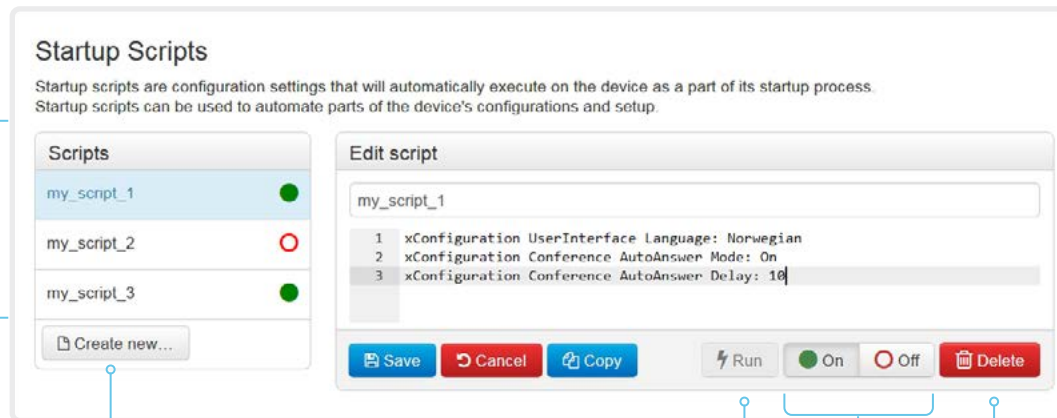 Startup Scripts
Startup scripts are configuration settings that will automatically execute on the device as a part of its startup process.
Startup scripts can be used to automate parts of the device's configurations and setup.
Scripts
my_script_1
my_script_2
my_script_3
Create new...
Edit script
my_script_1
1 xConfiguration UserInterface Language: Norwegian
2 xConfiguration Conference AutoAnswer Mode: On
3 xConfiguration Conference AutoAnswer Delay: 10
Save Cancel Copy Run On Off Delete